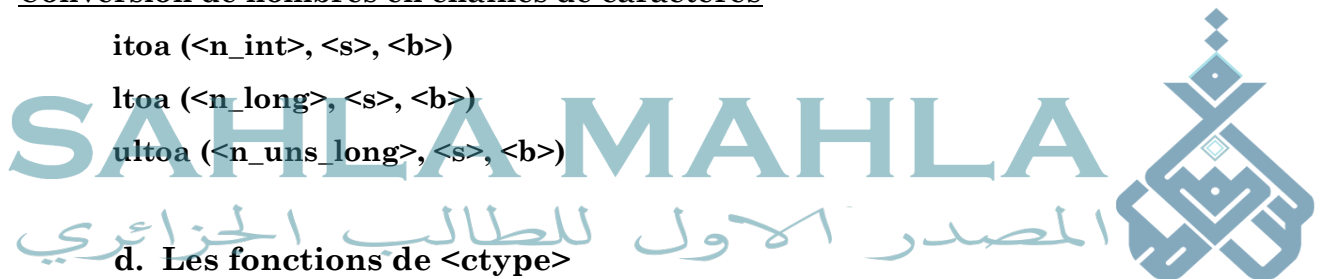 Conversion de nombres en chaînes de caractères
itoa (<n_int>, <s>, <b>)
ltoa (<n_long>, <s>, <b>)
ultoa (<n_uns_long>, <s>, <b>)
SAHLA MAHLA
المصدر الاول للطالب الجزائري
d. Les fonctions de <ctype>